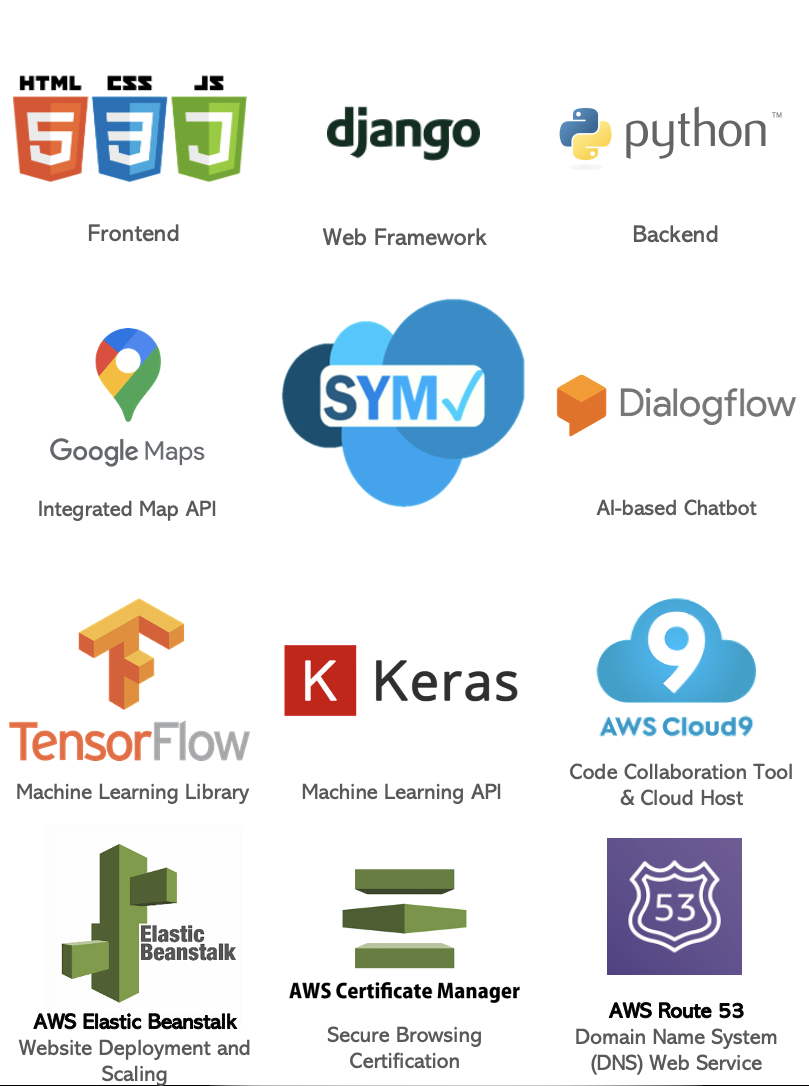 HTML CSS JS
5 3 J
django
python™
Frontend
Web Framework
Backend
SYM
Google Maps
Dialogflow
Integrated Map API
AI-based Chatbot
TensorFlow
K Keras
9
AWS Cloud9
Machine Learning Library
Machine Learning API
Code Collaboration Tool
& Cloud Host
Elastic
Beanstalk
AWS Elastic Beanstalk
Website Deployment and
Scaling
AWS Certificate Manager
Secure Browsing
Certification
53
AWS Route 53
Domain Name System
(DNS) Web Service